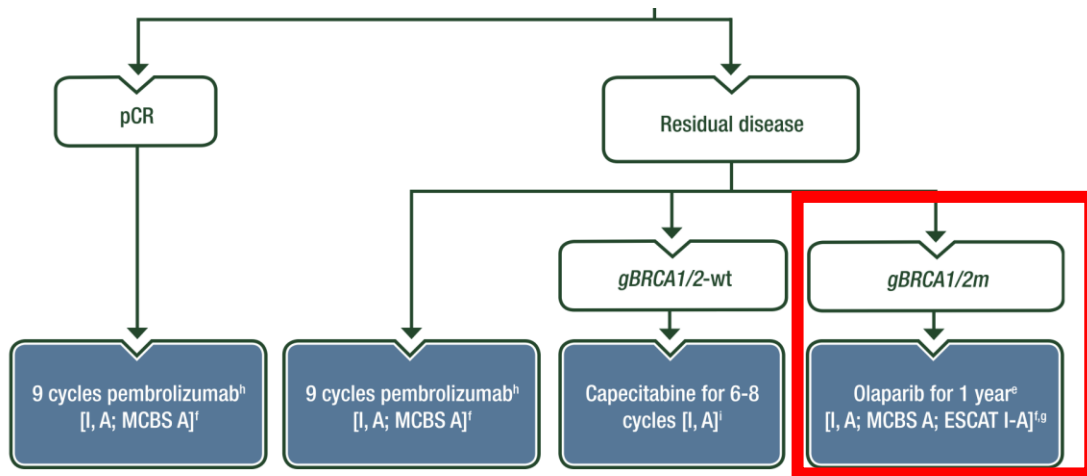 pCR
Residual disease
gBRCA1/2-wt
gBRCA1/2m
9 cycles pembrolizumabʰ
[I, A; MCBS A]ᶠ
9 cycles pembrolizumabʰ
[I, A; MCBS A]ᶠ
Capecitabine for 6-8
cycles [I, A]ⁱ
Olaparib for 1 yearᵉ
[I, A; MCBS A; ESCAT I-A]ᶠ,ᵍ